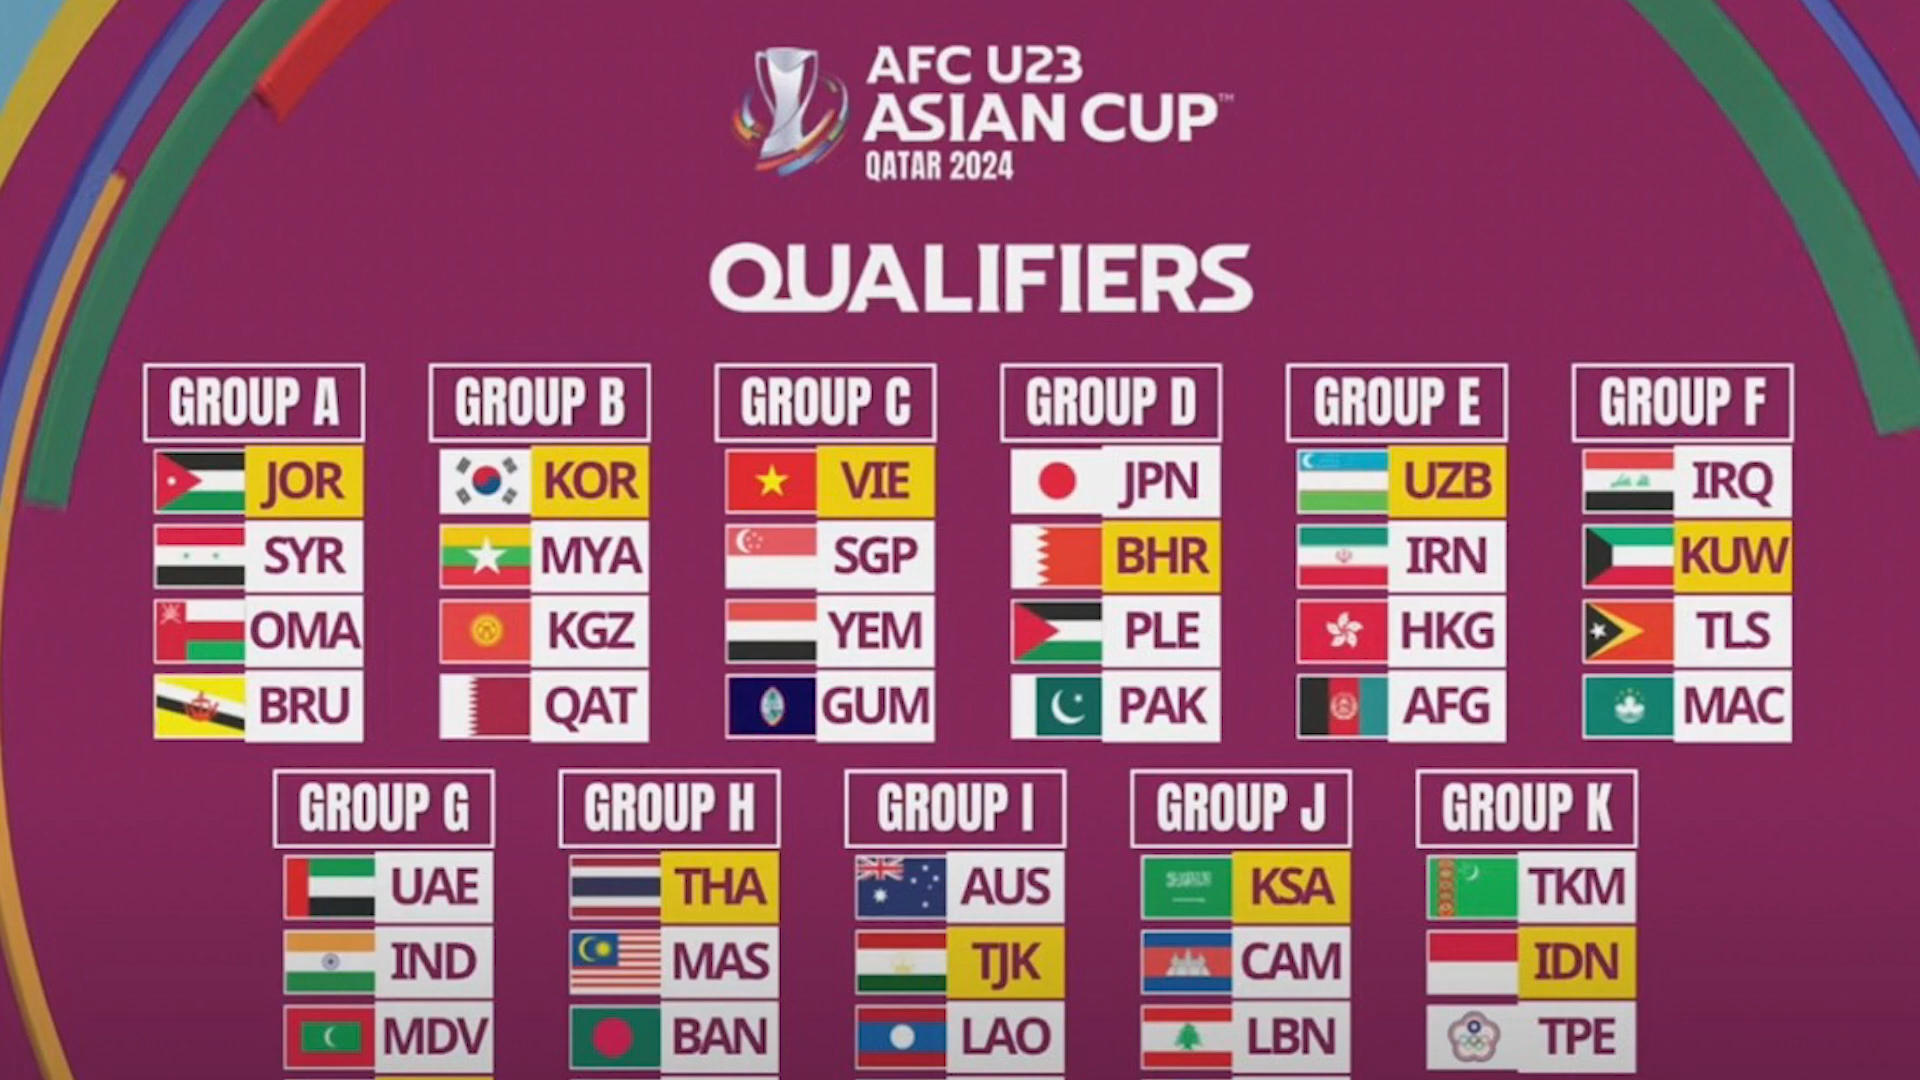 AFC U23
ASIAN CUP™
QATAR 2024
QUALIFIERS
GROUP A
JOR
SYR
OMA
BRU
GROUP B
KOR
MYA
KGZ
QAT
GROUP C
VIE
SGP
YEM
GUM
GROUP D
JPN
BHR
PLE
PAK
GROUP E
UZB
IRN
HKG
AFG
GROUP F
IRQ
KUW
TLS
MAC
GROUP G
UAE
IND
MDV
GROUP H
THA
MAS
BAN
GROUP I
AUS
TJK
LAO
GROUP J
KSA
CAM
LBN
GROUP K
TKM
IDN
TPE